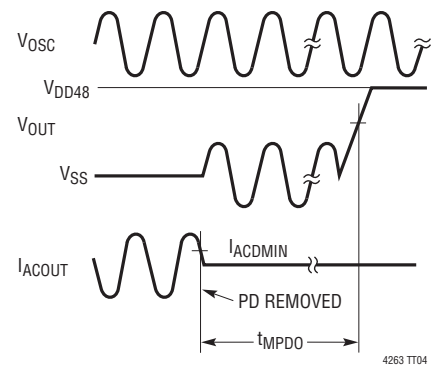 VOSC
VDD48
VOUT
VSS
IACOUT
IACDMIN
PD REMOVED
tMPDO
4263 TT04